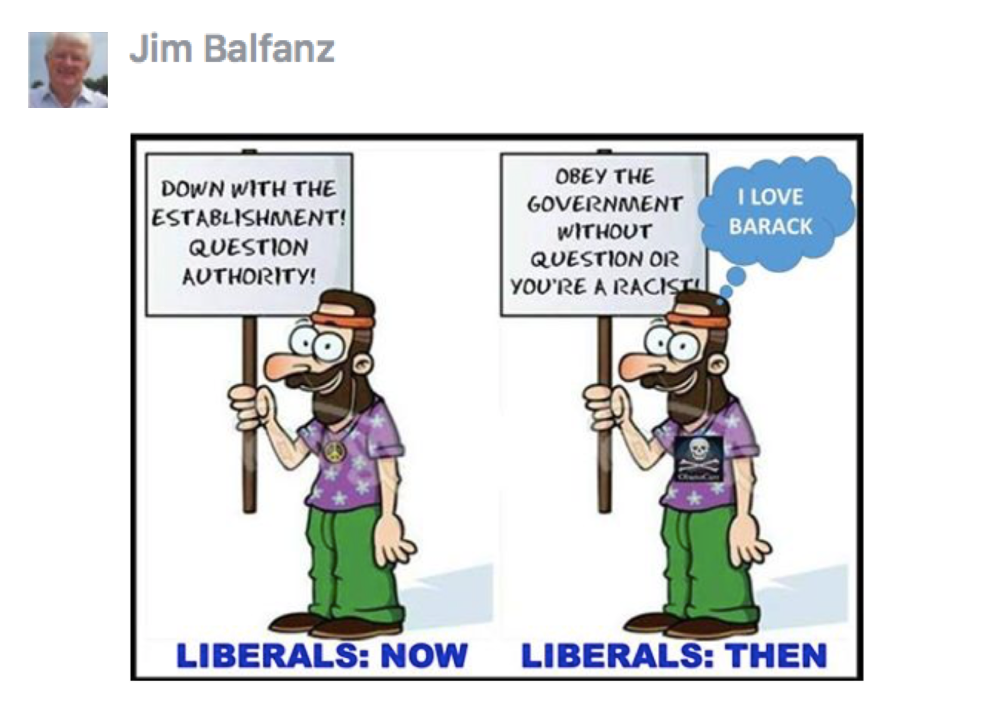 Jim Balfanz
DOWN WITH THE
ESTABLISHMENT!
QUESTION
AUTHORITY!
OBEY THE
GOVERNMENT
WITHOUT
QUESTION OR
YOU'RE A RACIST!
I LOVE
BARACK
ObamaCare
LIBERALS: NOW
LIBERALS: THEN